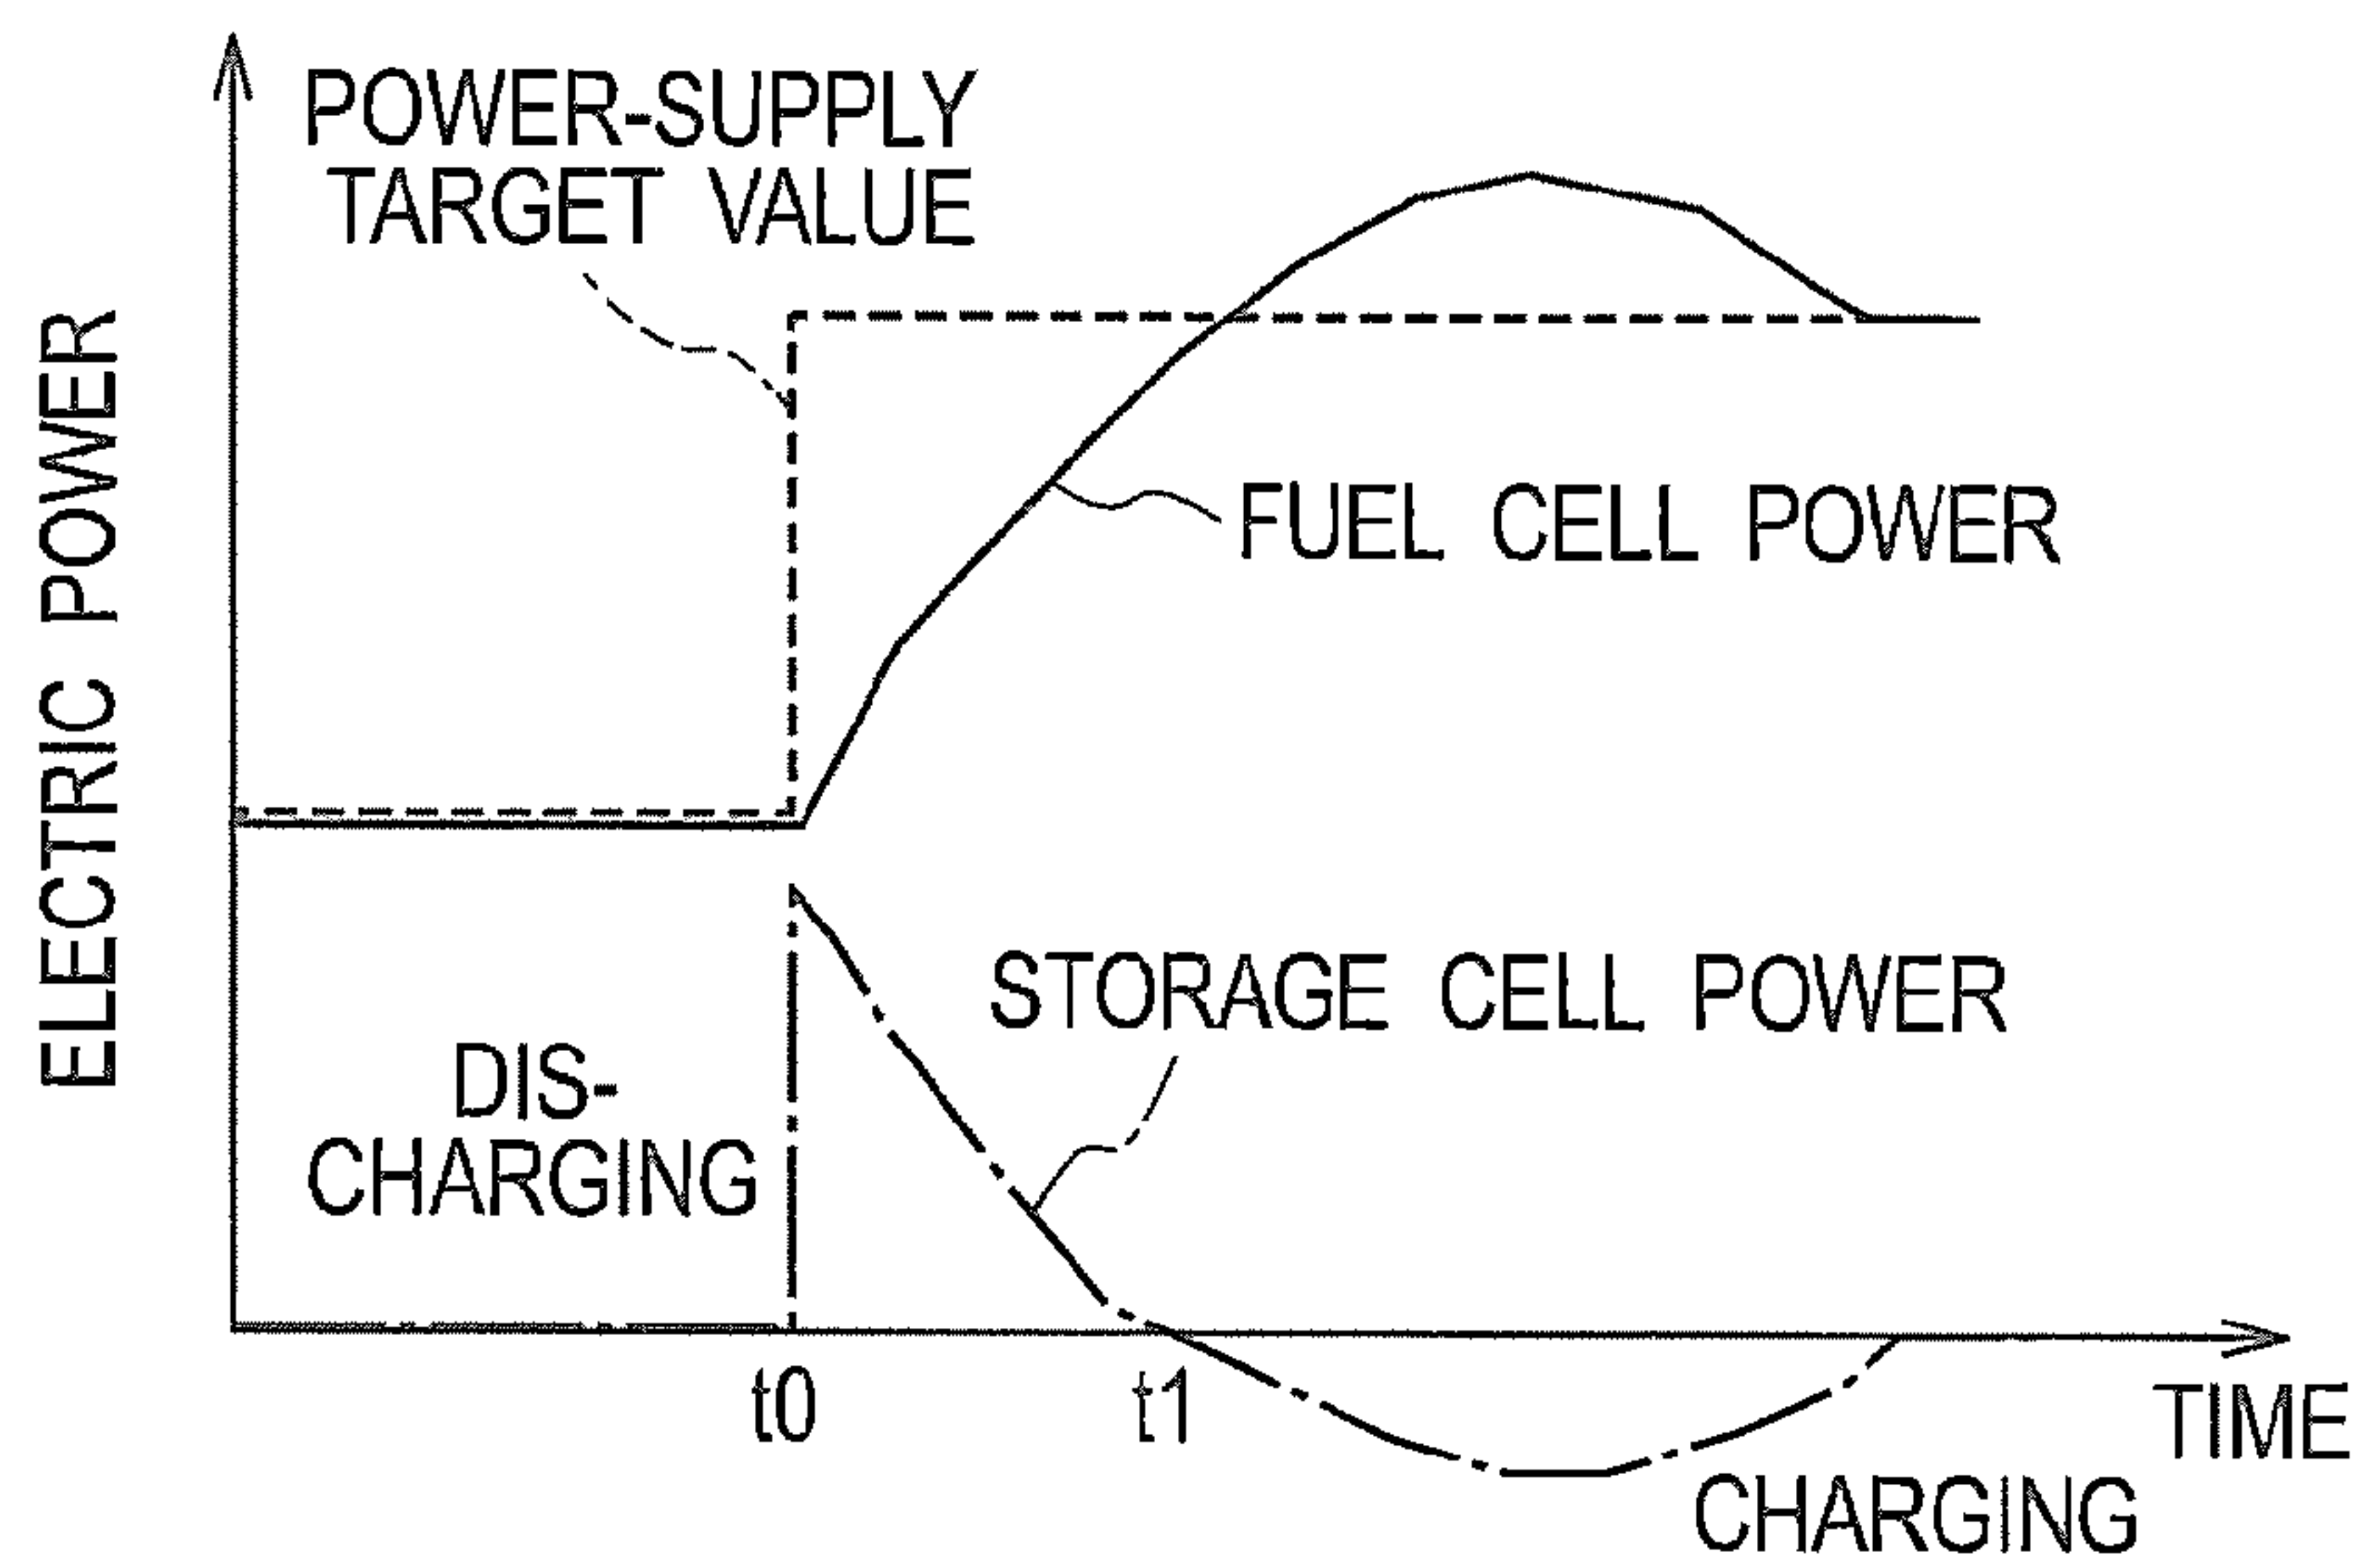 POWER-SUPPLY
TARGET VALUE
ELECTRIC POWER
FUEL CELL POWER
STORAGE CELL POWER
DIS-
CHARGING
t0
t1
TIME
CHARGING